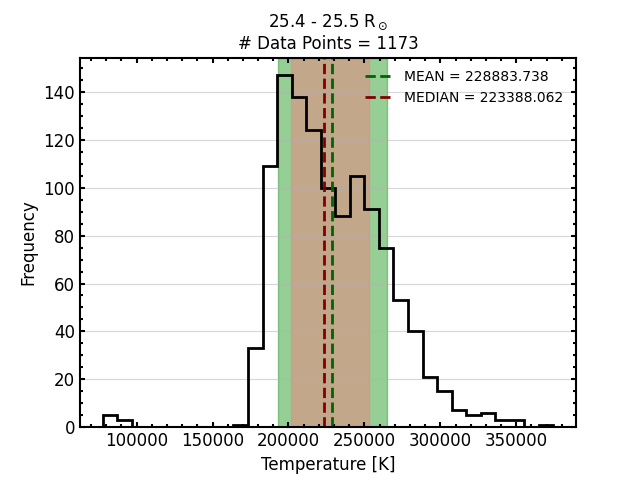 25.4 - 25.5 R⊙
# Data Points = 1173
MEAN = 228883.738
MEDIAN = 223388.062
Frequency
140
120
100
80
60
40
20
0
100000 150000 200000 250000 300000 350000
Temperature [K]